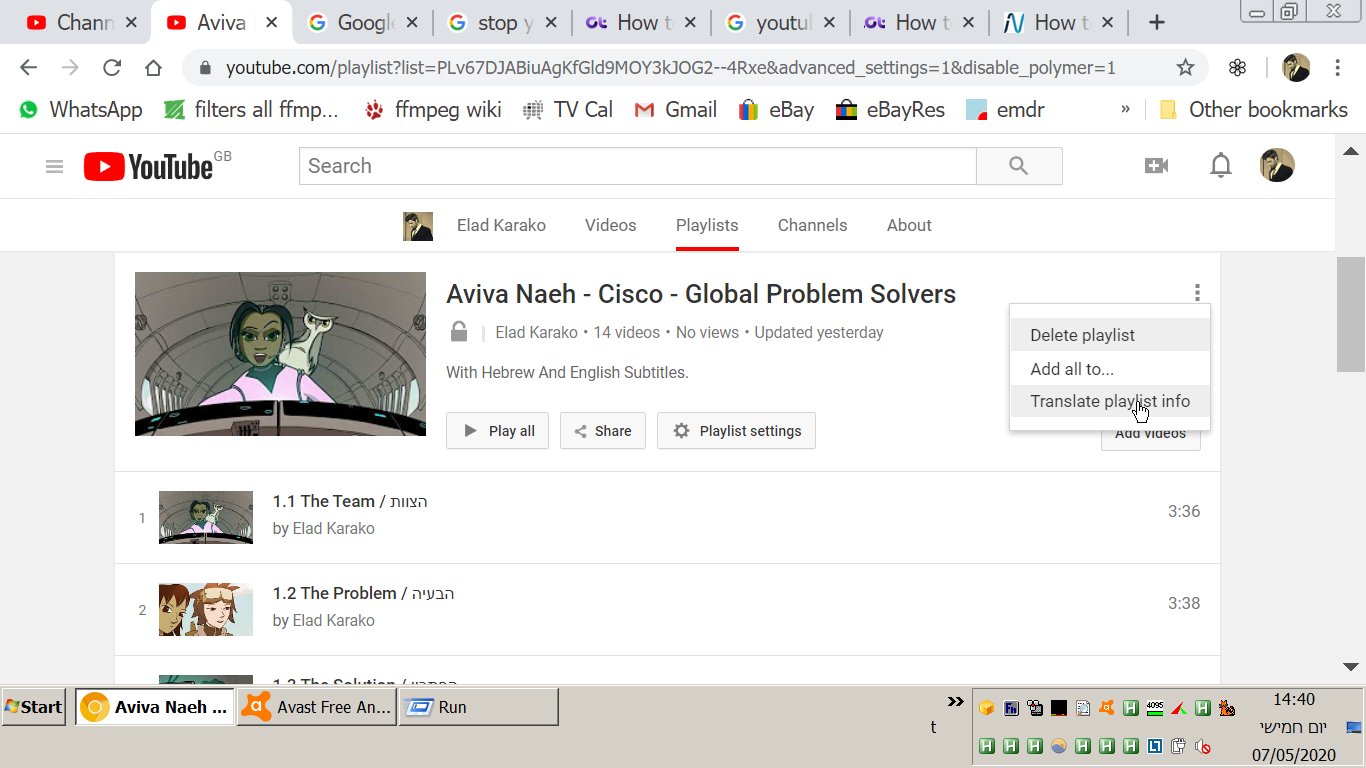 Chann
Aviva
Google
stop y
How to
youtu
How t
How to
youtube.com/playlist?list=PLv67DJABiuAgKfGld9MOY3kJOG2--4Rxe&advanced_settings=1&disable_polymer=1
WhatsApp
filters all ffmp...
ffmpeg wiki
TV Cal
Gmail
eBay
eBayRes
emdr
»
Other bookmarks
YouTube GB
Search
Elad Karako
Videos
Playlists
Channels
About
Aviva Naeh - Cisco - Global Problem Solvers
Elad Karako • 14 videos • No views • Updated yesterday
With Hebrew And English Subtitles.
Delete playlist
Add all to...
Translate playlist info
Play all
Share
Playlist settings
Add videos
1
1.1 The Team / הצוות
by Elad Karako
3:36
2
1.2 The Problem / הבעיה
by Elad Karako
3:38
1.3 The Solution / הפתרון
Start
Aviva Naeh ...
Avast Free An...
Run
»
t
4095
14:40
יום חמישי
07/05/2020